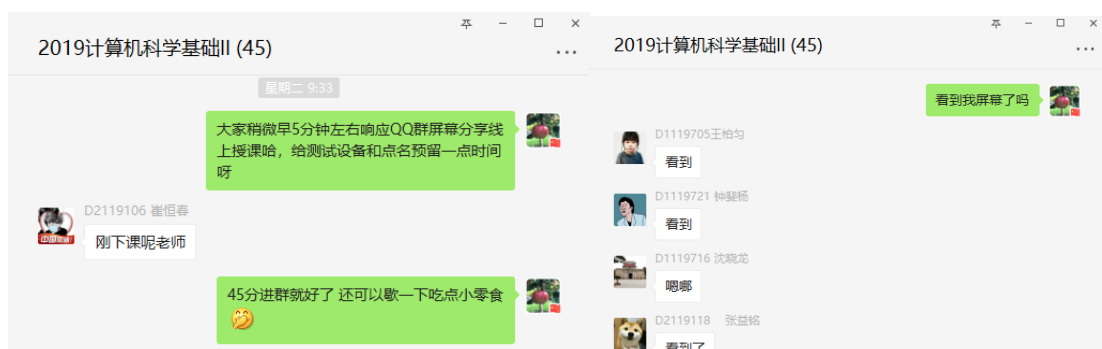 2019计算机科学基础II (45)
星期二 9:33
大家稍微早5分钟左右响应QQ群屏幕分享线
上授课哈，给测试设备和点名预留一点时间
呀
D2119106 崔恒春
刚下课呢老师
45分进群就好了 还可以歇一下吃点小零食
2019计算机科学基础II (45)
看到我屏幕了吗
D1119705王柏匀
看到
D1119721 钟斐杨
看到
D1119716 沈晓龙
嗯哪
D2119118 张益铭
看到了